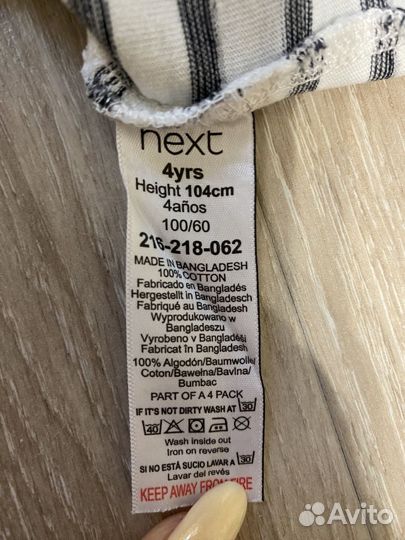 next
4yrs
Height 104cm
4años
100/60
216-218-062
MADE IN BANGLADESH
100% COTTON
Fabricado en Bangladés
Hergestellt in Bangladesch
Fabriqué au Bangladesh
Wyprodukowano w
Bangladeszu
Vyrobeno v Bangladéši
Fabricat în Bangladesh
100% Algodón/Baumwolle/
Coton/Bawełna/Bavlna/
Bumbac
PART OF A 4 PACK
IF IT'S NOT DIRTY WASH AT 30
40
Wash inside out
Iron on reverse
SI NO ESTÁ SUCIO LAVAR A 30
Lavar del revés
KEEP AWAY FROM FIRE
Avito